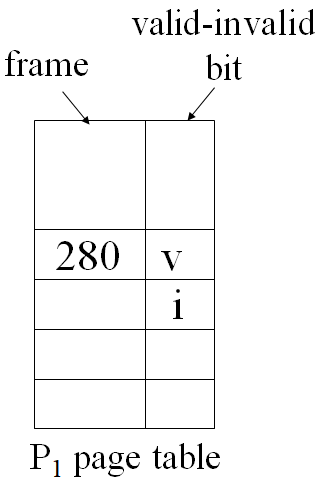 valid-invalid
frame
bit
280 v
i
P₁ page table